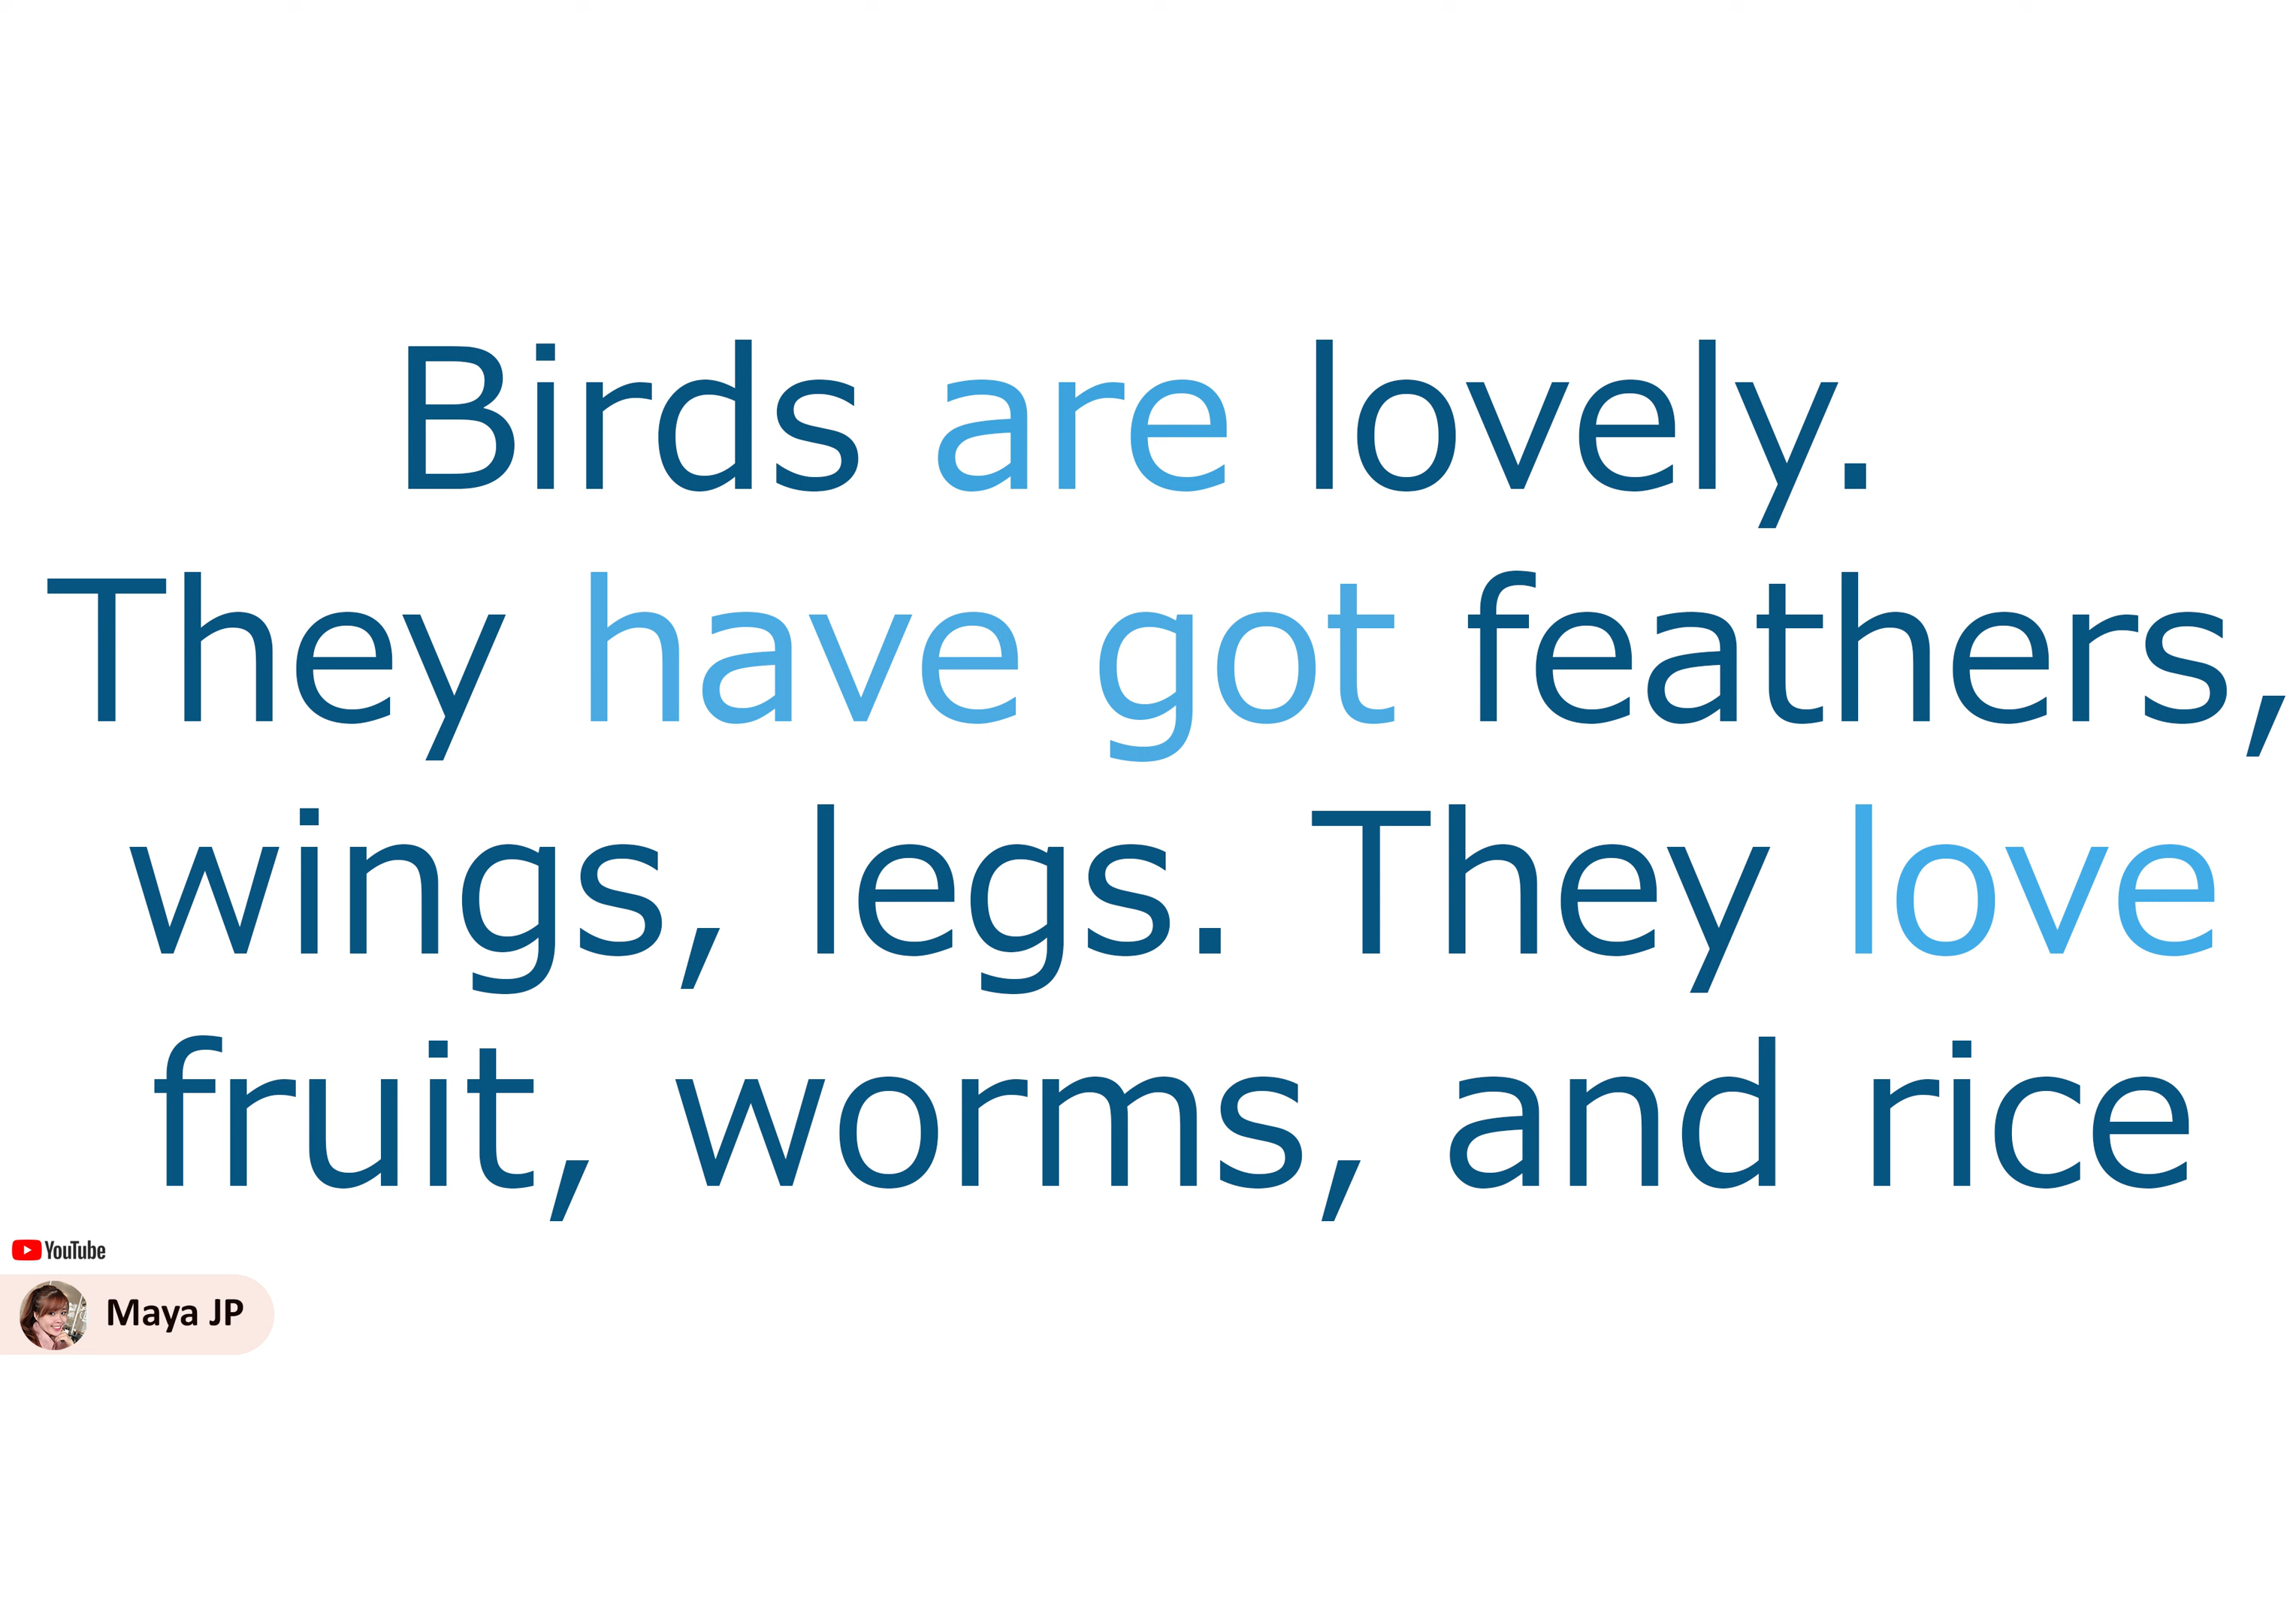 Birds are lovely.
They have got feathers,
wings, legs. They love
fruit, worms, and rice
YouTube
Maya JP